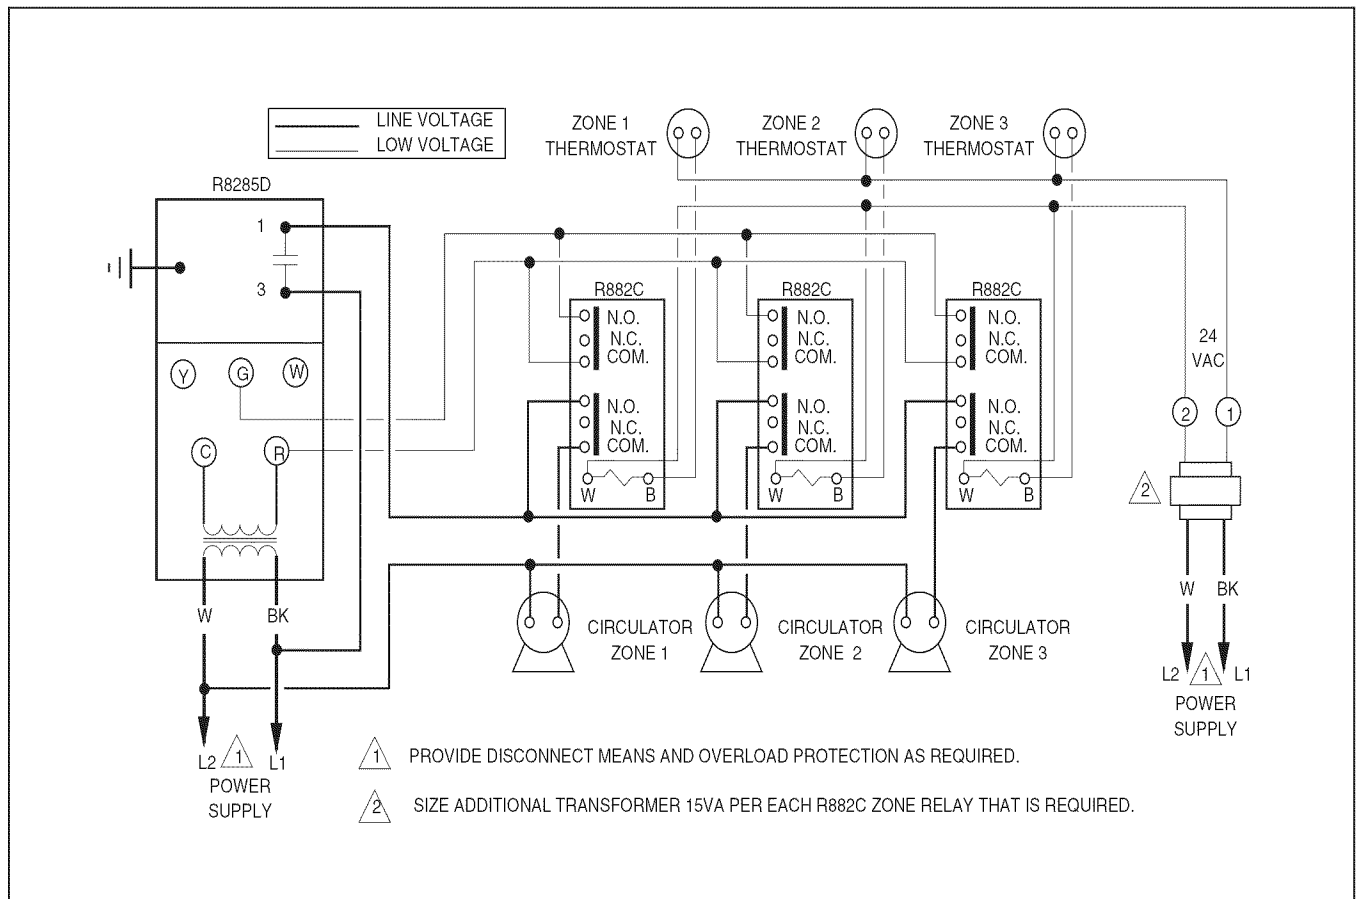 LINE VOLTAGE
LOW VOLTAGE
ZONE 1
THERMOSTAT
ZONE 2
THERMOSTAT
ZONE 3
THERMOSTAT
R8285D
1
3
Y
G
W
C
R
R882C
N.O.
N.C.
COM.
N.O.
N.C.
COM.
W
B
R882C
N.O.
N.C.
COM.
N.O.
N.C.
COM.
W
B
R882C
N.O.
N.C.
COM.
N.O.
N.C.
COM.
W
B
24
VAC
2
1
2
W
BK
L2
1
L1
POWER
SUPPLY
W
BK
L2
1
L1
POWER
SUPPLY
CIRCULATOR
ZONE 1
CIRCULATOR
ZONE 2
CIRCULATOR
ZONE 3
1 PROVIDE DISCONNECT MEANS AND OVERLOAD PROTECTION AS REQUIRED.
2 SIZE ADDITIONAL TRANSFORMER 15VA PER EACH R882C ZONE RELAY THAT IS REQUIRED.